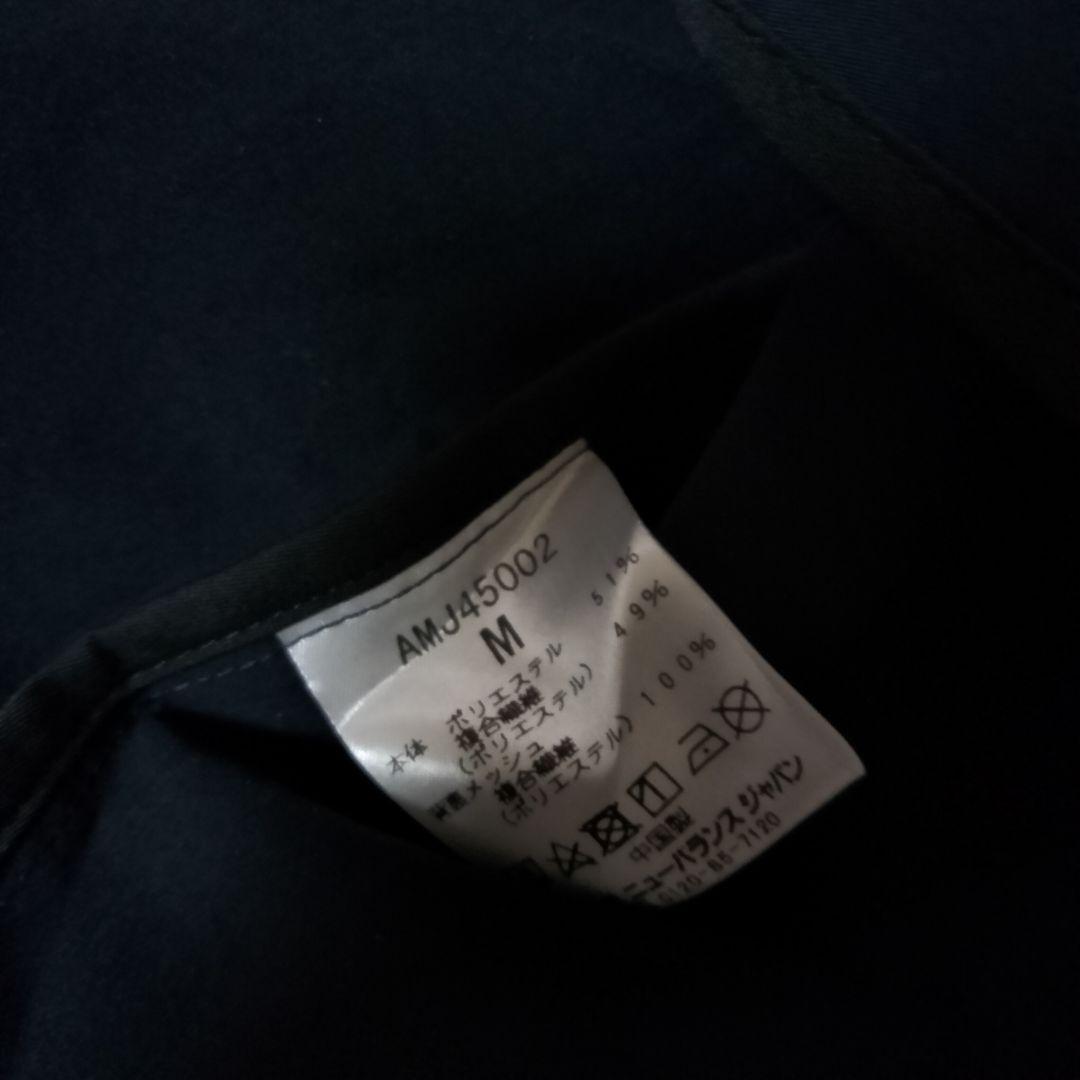 AMJ45002
M
本体 ポリエステル 51%
複合繊維 49%
(ポリエステル)
背裏メッシュ
複合繊維 100%
(ポリエステル)
中国製
ニューバランス ジャパン
0120-85-7120